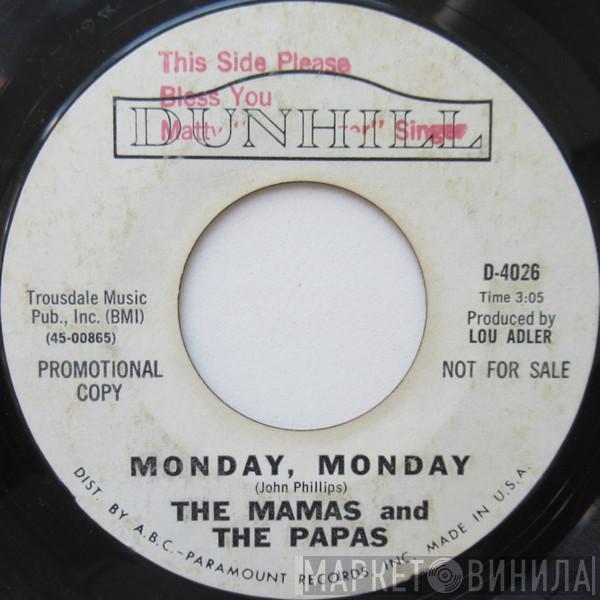 This Side Please
Bless You
Matty Singer
DUNHILL
D-4026
Time 3:05
Produced by
LOU ADLER
NOT FOR SALE
Trousdale Music
Pub., Inc. (BMI)
(45-00865)
PROMOTIONAL
COPY
MONDAY, MONDAY
(John Phillips)
THE MAMAS and
THE PAPAS
DIST. BY A.B.C.-PARAMOUNT RECORDS, INC. MADE IN U.S.A.
МАРКЕТ ВИНИЛА